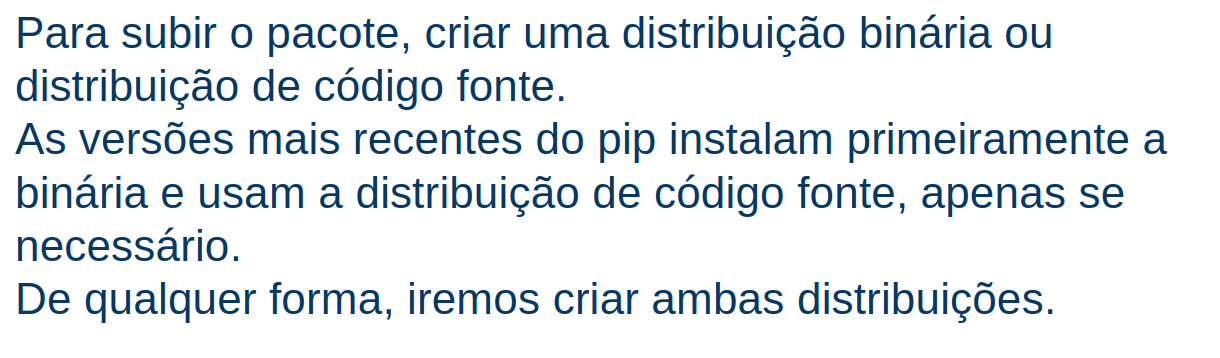 Para subir o pacote, criar uma distribuição binária ou
distribuição de código fonte.
As versões mais recentes do pip instalam primeiramente a
binária e usam a distribuição de código fonte, apenas se
necessário.
De qualquer forma, iremos criar ambas distribuições.